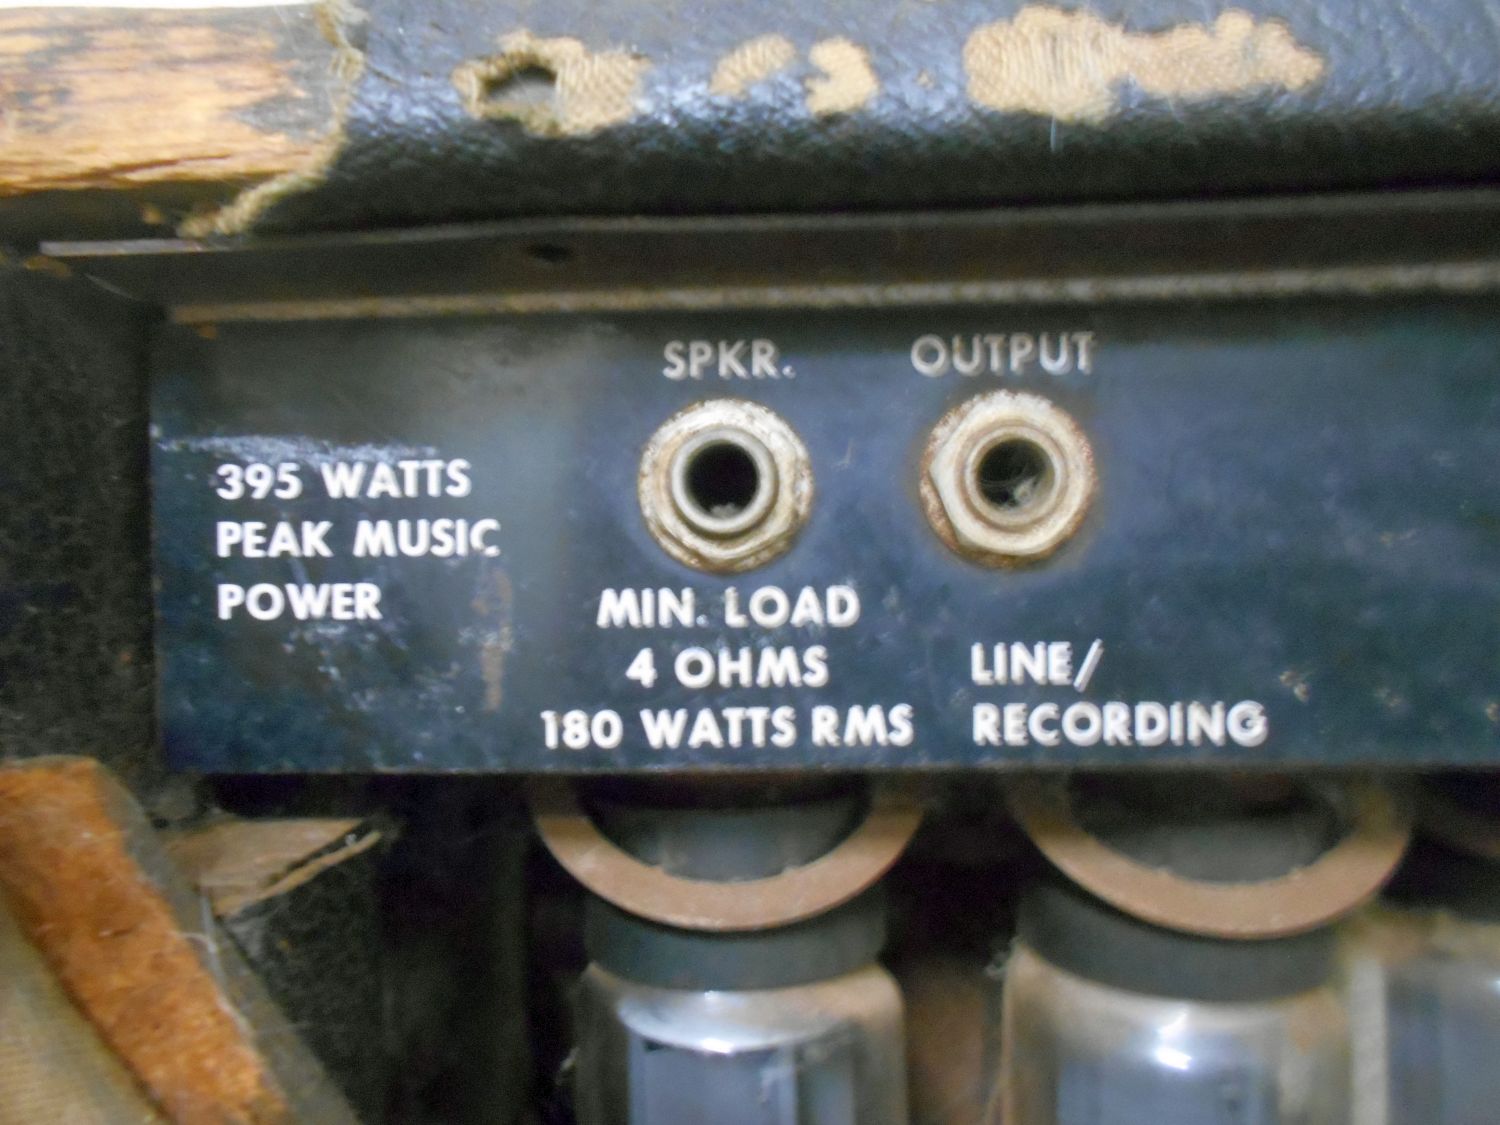 SPKR.
OUTPUT
395 WATTS
PEAK MUSIC
POWER
MIN. LOAD
4 OHMS
180 WATTS RMS
LINE/
RECORDING